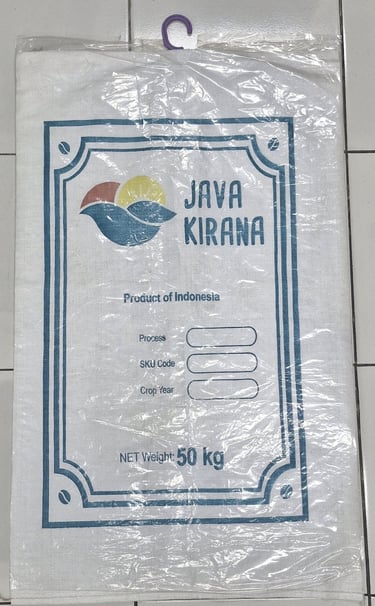 JAVA
KIRANA
Product of Indonesia
Process
SKU Code
Crop Year
NET Weight: 50 kg